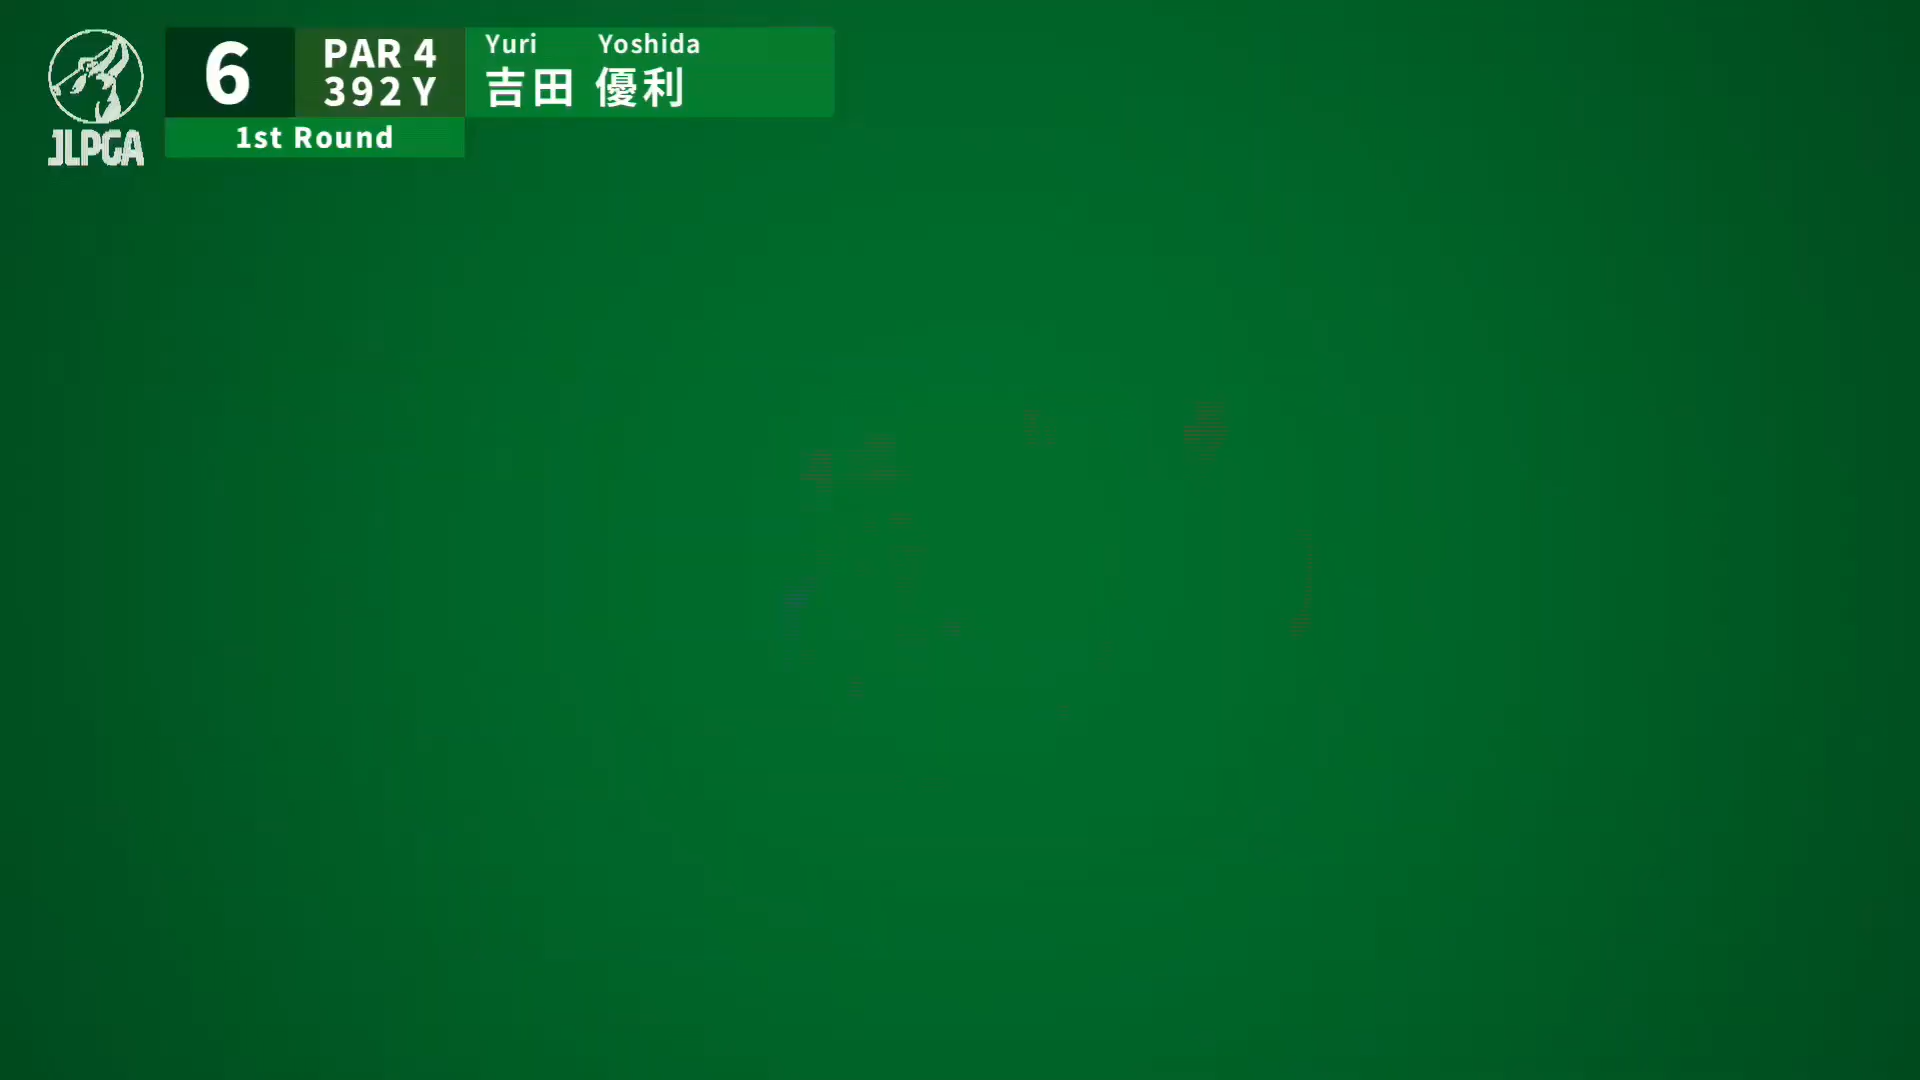 JLPGA
6
PAR 4
392 Y
1st Round
Yuri Yoshida
吉田 優利